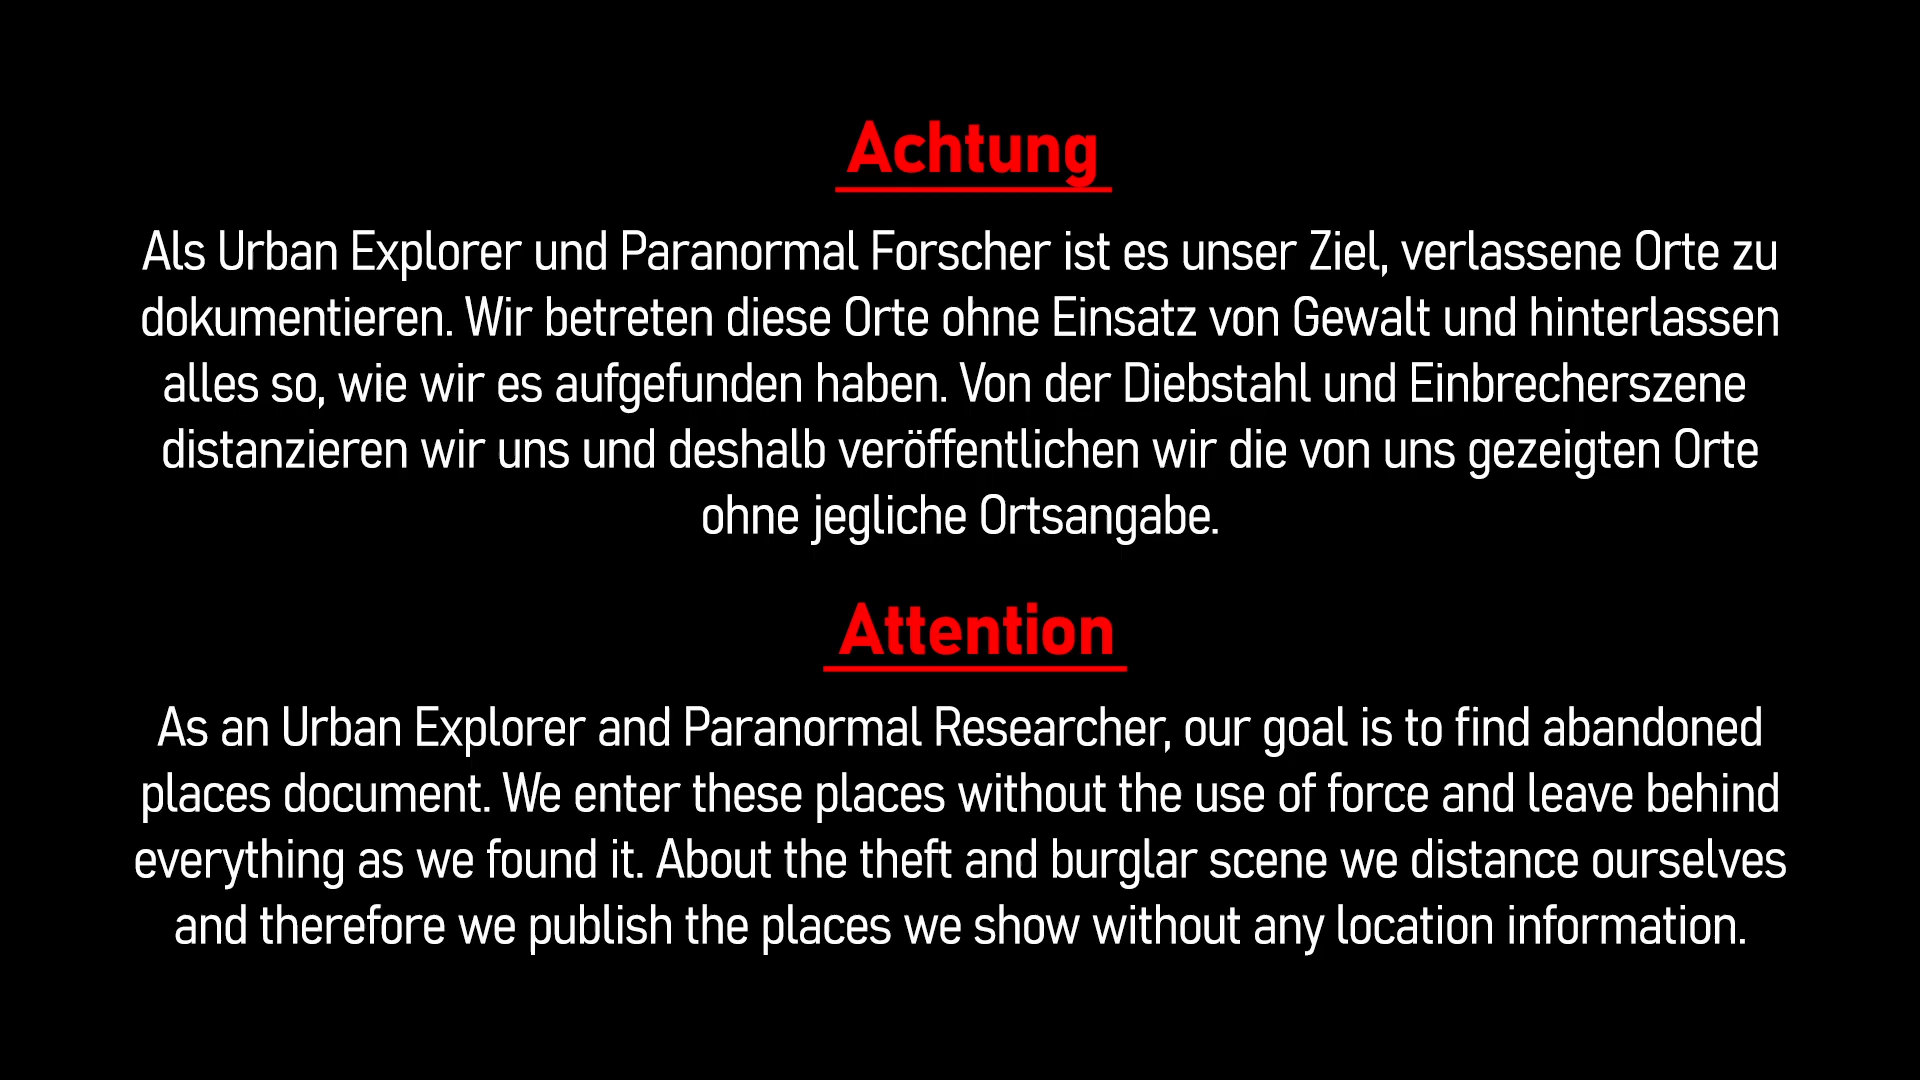 Achtung
Als Urban Explorer und Paranormal Forscher ist es unser Ziel, verlassene Orte zu
dokumentieren. Wir betreten diese Orte ohne Einsatz von Gewalt und hinterlassen
alles so, wie wir es aufgefunden haben. Von der Diebstahl und Einbrecherszene
distanzieren wir uns und deshalb veröffentlichen wir die von uns gezeigten Orte
ohne jegliche Ortsangabe.
Attention
As an Urban Explorer and Paranormal Researcher, our goal is to find abandoned
places document. We enter these places without the use of force and leave behind
everything as we found it. About the theft and burglar scene we distance ourselves
and therefore we publish the places we show without any location information.